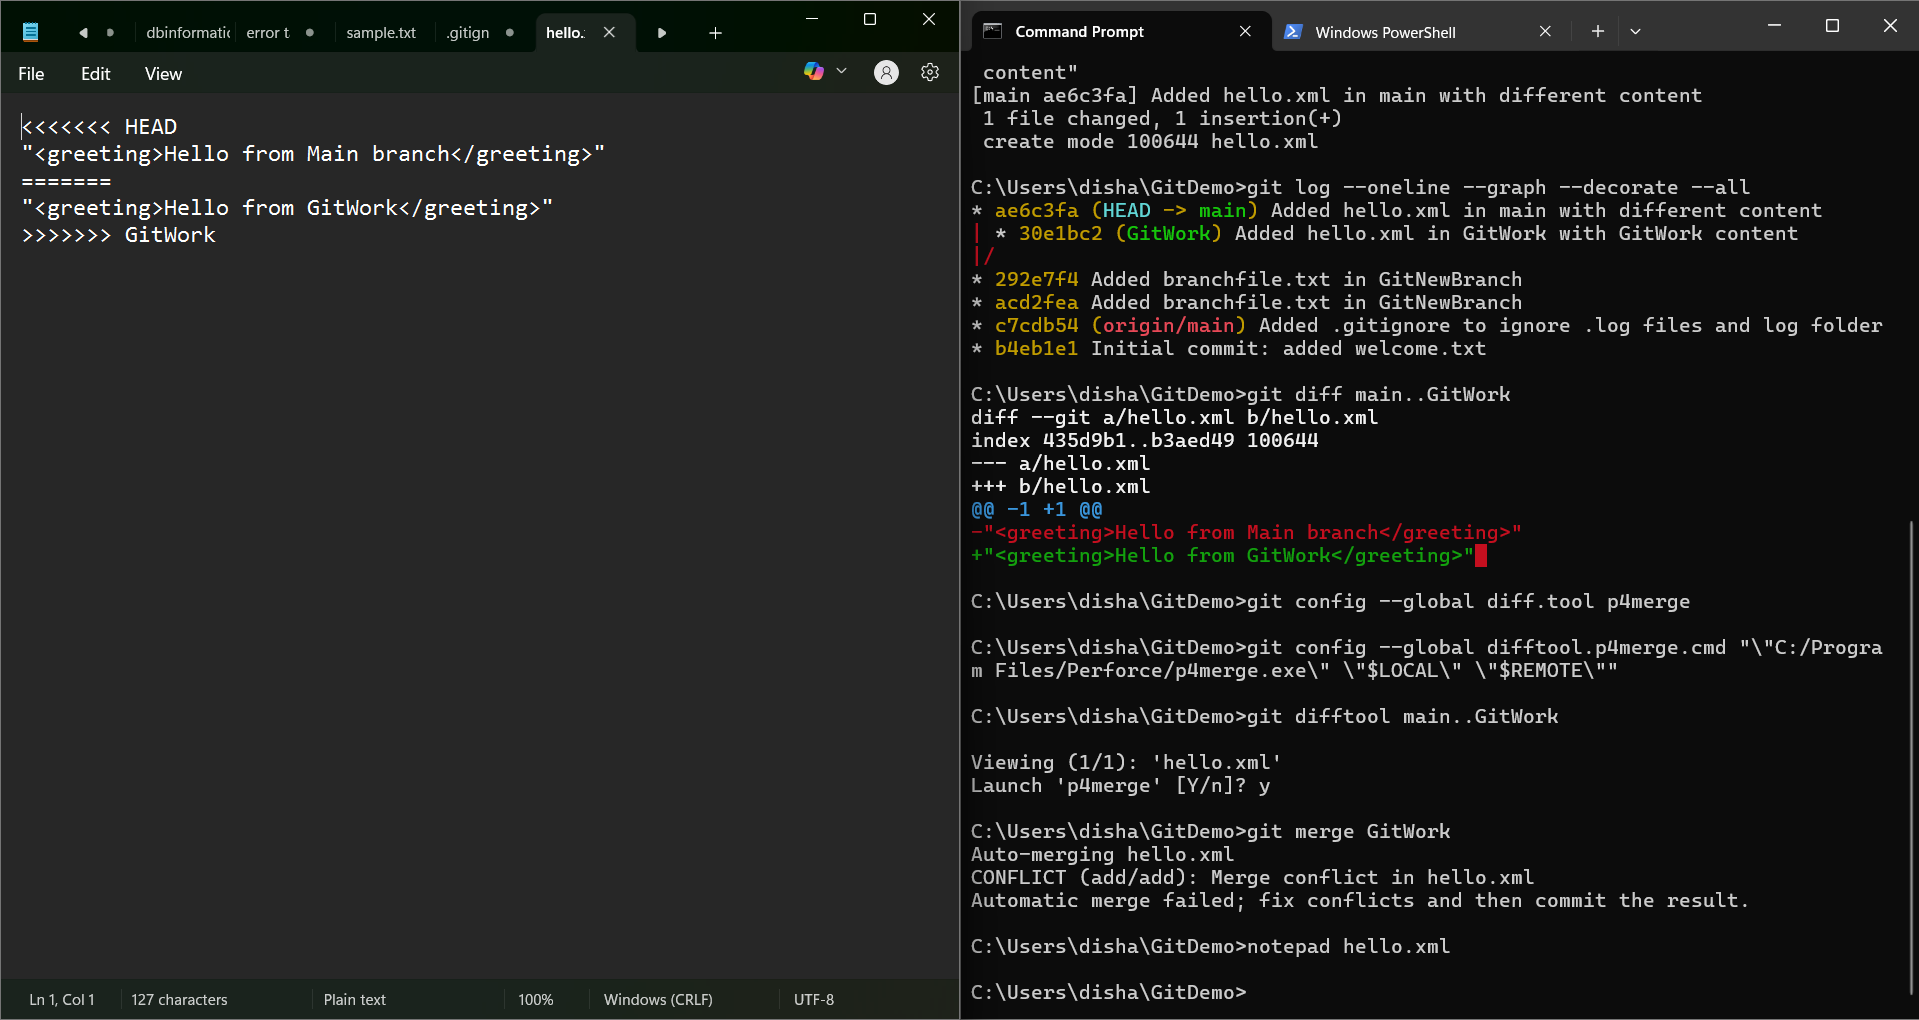 dbinformatic
error t
sample.txt
.gitign
hello.
File
Edit
View
<<<<<<< HEAD
"<greeting>Hello from Main branch</greeting>"
=======
"<greeting>Hello from GitWork</greeting>"
>>>>>>> GitWork
Ln 1, Col 1
127 characters
Plain text
100%
Windows (CRLF)
UTF-8
Command Prompt
Windows PowerShell
 content"
[main ae6c3fa] Added hello.xml in main with different content
 1 file changed, 1 insertion(+)
 create mode 100644 hello.xml
C:\Users\disha\GitDemo>git log --oneline --graph --decorate --all
* ae6c3fa (HEAD -> main) Added hello.xml in main with different content
| * 30e1bc2 (GitWork) Added hello.xml in GitWork with GitWork content
|/
* 292e7f4 Added branchfile.txt in GitNewBranch
* acd2fea Added branchfile.txt in GitNewBranch
* c7cdb54 (origin/main) Added .gitignore to ignore .log files and log folder
* b4eb1e1 Initial commit: added welcome.txt
C:\Users\disha\GitDemo>git diff main..GitWork
diff --git a/hello.xml b/hello.xml
index 435d9b1..b3aed49 100644
--- a/hello.xml
+++ b/hello.xml
@@ -1 +1 @@
-"<greeting>Hello from Main branch</greeting>"
+"<greeting>Hello from GitWork</greeting>"
C:\Users\disha\GitDemo>git config --global diff.tool p4merge
C:\Users\disha\GitDemo>git config --global difftool.p4merge.cmd "\"C:/Progra
m Files/Perforce/p4merge.exe\" \"$LOCAL\" \"$REMOTE\""
C:\Users\disha\GitDemo>git difftool main..GitWork
Viewing (1/1): 'hello.xml'
Launch 'p4merge' [Y/n]? y
C:\Users\disha\GitDemo>git merge GitWork
Auto-merging hello.xml
CONFLICT (add/add): Merge conflict in hello.xml
Automatic merge failed; fix conflicts and then commit the result.
C:\Users\disha\GitDemo>notepad hello.xml
C:\Users\disha\GitDemo>